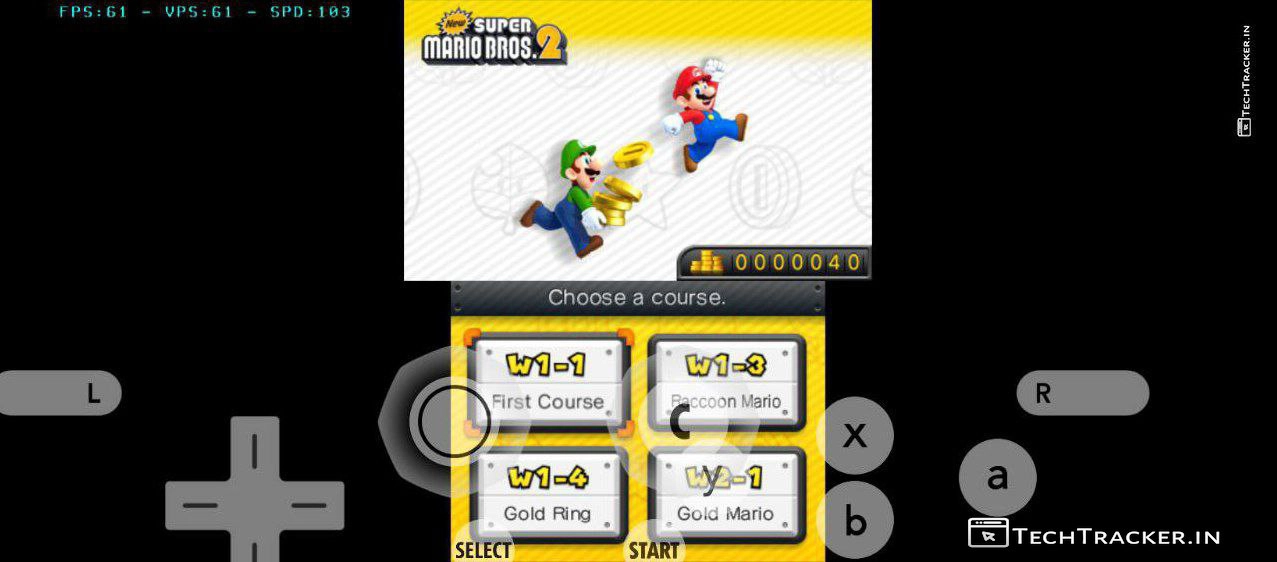 FPS:61 - VPS:61 - SPD:103
New SUPER
MARIO BROS. 2
TECHTRACKER.IN
0000040
Choose a course.
L
R
W1-1
First Course
W1-3
Raccoon Mario
C
x
a
W1-4
Gold Ring
W2-1
Gold Mario
y
b
SELECT
START
TECHTRACKER.IN